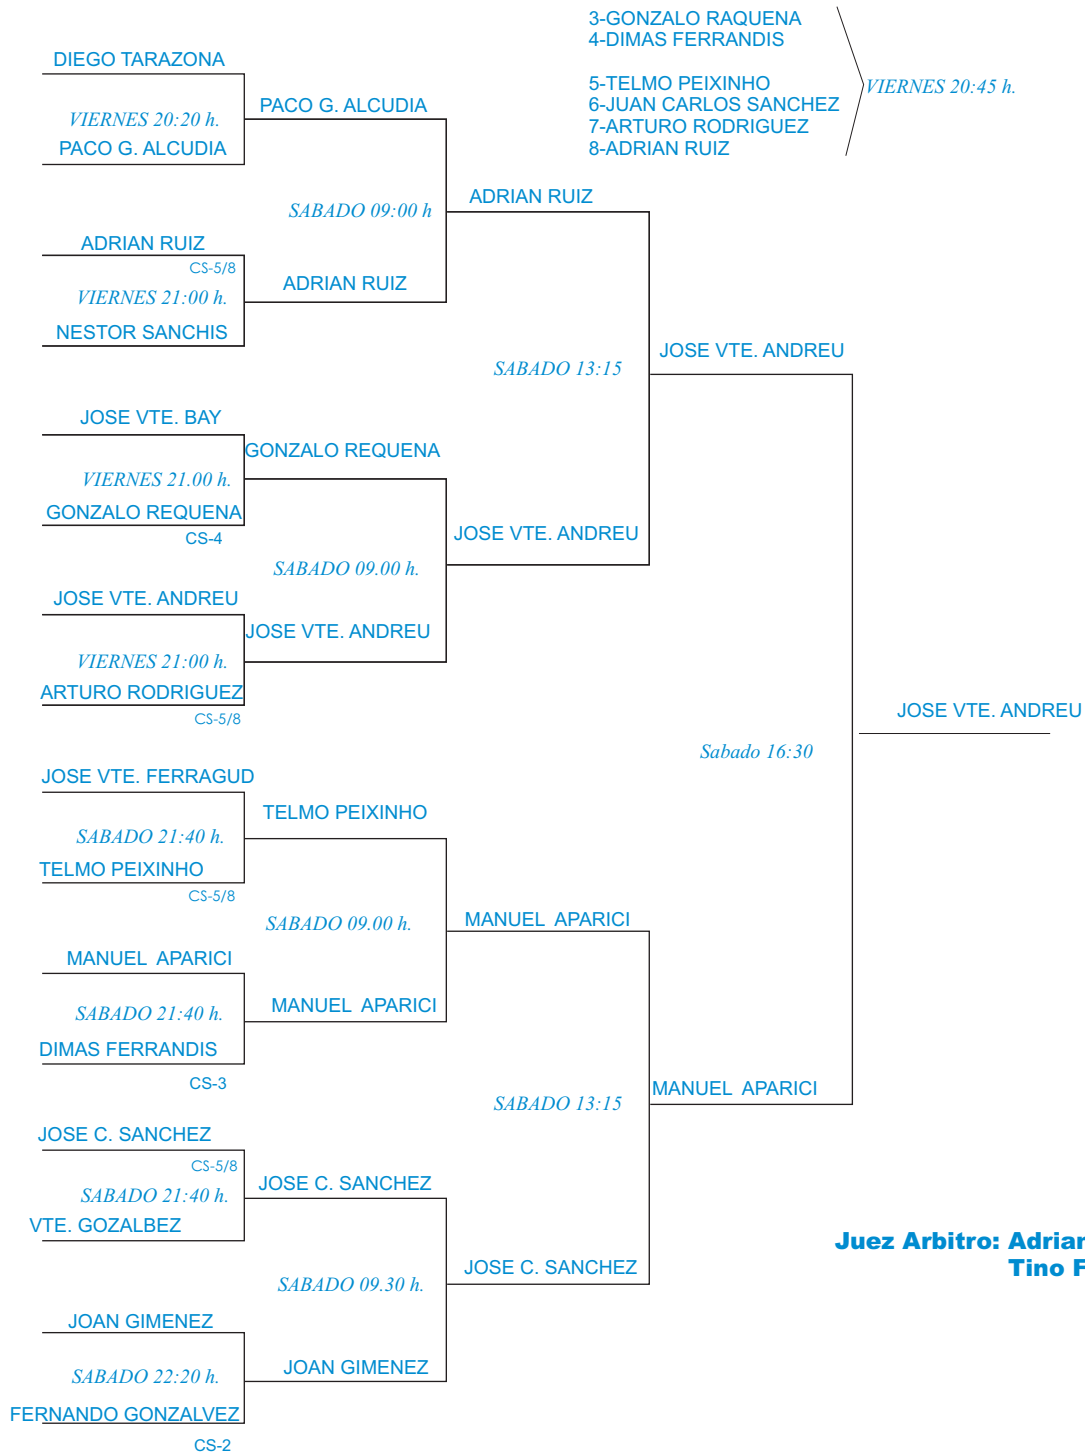 3-GONZALO RAQUENA
4-DIMAS FERRANDIS
5-TELMO PEIXINHO
6-JUAN CARLOS SANCHEZ
7-ARTURO RODRIGUEZ
8-ADRIAN RUIZ
VIERNES 20:45 h.
DIEGO TARAZONA
VIERNES 20:20 h.
PACO G. ALCUDIA
PACO G. ALCUDIA
SABADO 09:00 h
ADRIAN RUIZ
ADRIAN RUIZ
CS-5/8
VIERNES 21:00 h.
ADRIAN RUIZ
NESTOR SANCHIS
JOSE VTE. ANDREU
SABADO 13:15
JOSE VTE. BAY
GONZALO REQUENA
VIERNES 21.00 h.
GONZALO REQUENA
CS-4
JOSE VTE. ANDREU
SABADO 09.00 h.
JOSE VTE. ANDREU
JOSE VTE. ANDREU
VIERNES 21:00 h.
ARTURO RODRIGUEZ
CS-5/8
JOSE VTE. ANDREU
Sabado 16:30
JOSE VTE. FERRAGUD
TELMO PEIXINHO
SABADO 21:40 h.
TELMO PEIXINHO
CS-5/8
SABADO 09.00 h.
MANUEL APARICI
MANUEL APARICI
MANUEL APARICI
SABADO 21:40 h.
DIMAS FERRANDIS
CS-3
MANUEL APARICI
SABADO 13:15
JOSE C. SANCHEZ
CS-5/8
JOSE C. SANCHEZ
SABADO 21:40 h.
VTE. GOZALBEZ
JOSE C. SANCHEZ
SABADO 09.30 h.
JOAN GIMENEZ
JOAN GIMENEZ
SABADO 22:20 h.
FERNANDO GONZALVEZ
CS-2
Juez Arbitro: Adrian
Tino F